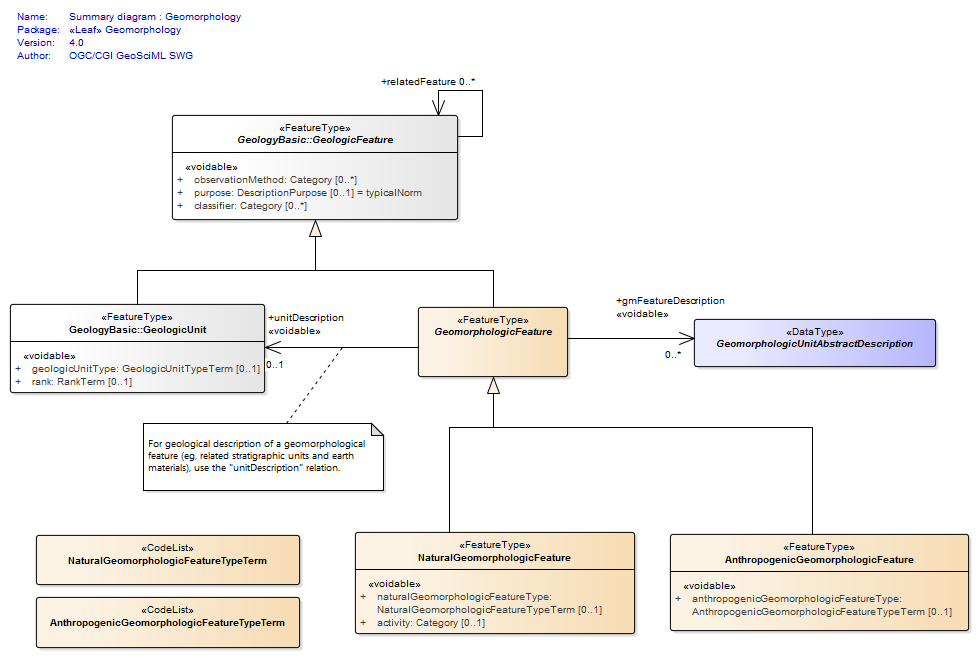 Name: Summary diagram : Geomorphology
Package: «Leaf» Geomorphology
Version: 4.0
Author: OGC/CGI GeoSciML SWG
+relatedFeature 0..*
«FeatureType»
GeologyBasic::GeologicFeature
«voidable»
+ observationMethod: Category [0..*]
+ purpose: DescriptionPurpose [0..1] = typicalNorm
+ classifier: Category [0..*]
«FeatureType»
GeologyBasic::GeologicUnit
«voidable»
+ geologicUnitType: GeologicUnitTypeTerm [0..1]
+ rank: RankTerm [0..1]
+unitDescription
«voidable»
0..1
«FeatureType»
GeomorphologicFeature
+gmFeatureDescription
«voidable»
0..*
«DataType»
GeomorphologicUnitAbstractDescription
For geological description of a geomorphological
feature (eg, related stratigraphic units and earth
materials), use the "unitDescription" relation.
«CodeList»
NaturalGeomorphologicFeatureTypeTerm
«CodeList»
AnthropogenicGeomorphologicFeatureTypeTerm
«FeatureType»
NaturalGeomorphologicFeature
«voidable»
+ naturalGeomorphologicFeatureType:
NaturalGeomorphologicFeatureTypeTerm [0..1]
+ activity: Category [0..1]
«FeatureType»
AnthropogenicGeomorphologicFeature
«voidable»
+ anthropogenicGeomorphologicFeatureType:
AnthropogenicGeomorphologicFeatureTypeTerm [0..1]